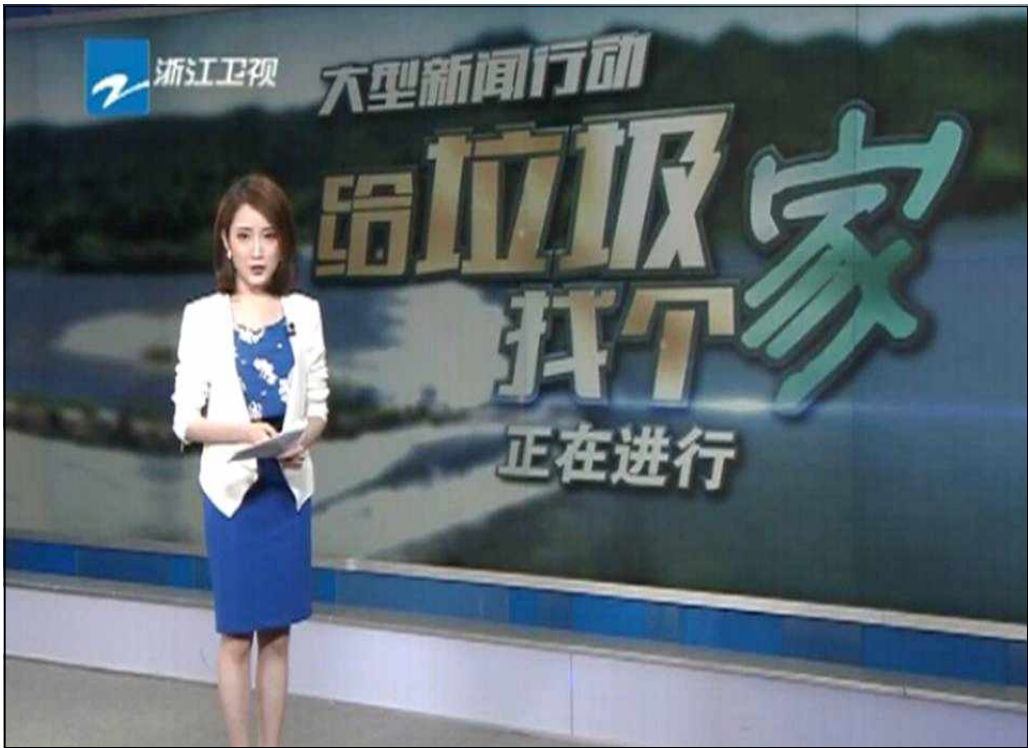 浙江卫视
大型新闻行动
给垃圾
找个家
正在进行